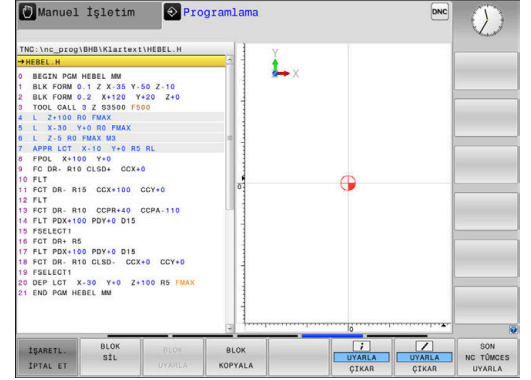 Manuel İşletim
Programlama
DNC
TNC:\nc_prog\BHB\Klartext\HEBEL.H
→HEBEL.H
0 BEGIN PGM HEBEL MM
1 BLK FORM 0.1 Z X-35 Y-50 Z-10
2 BLK FORM 0.2 X+120 Y+20 Z+0
3 TOOL CALL 3 Z S3500 F500
4 L Z+100 R0 FMAX
5 L X-30 Y+0 R0 FMAX
6 L Z-5 R0 FMAX M3
7 APPR LCT X-10 Y+0 R5 RL
8 FPOL X+100 Y+0
9 FC DR- R10 CLSD+ CCX+0
10 FLT
11 FCT DR- R15 CCX+100 CCY+0
12 FLT
13 FCT DR- R10 CCPR+40 CCPA-110
14 FLT PDX+100 PDY+0 D15
15 FSELECT1
16 FCT DR+ R5
17 FLT PDX+100 PDY+0 D15
18 FCT DR- R10 CLSD- CCX+0 CCY+0
19 FSELECT1
20 DEP LCT X-30 Y+0 Z+100 R5 FMAX
21 END PGM HEBEL MM
Y
X
0
0
İŞARETL.
İPTAL ET
BLOK
SİL
BLOK
UYARLA
BLOK
KOPYALA
UYARLA
ÇIKAR
UYARLA
ÇIKAR
SON
NC TÜMCES
UYARLA